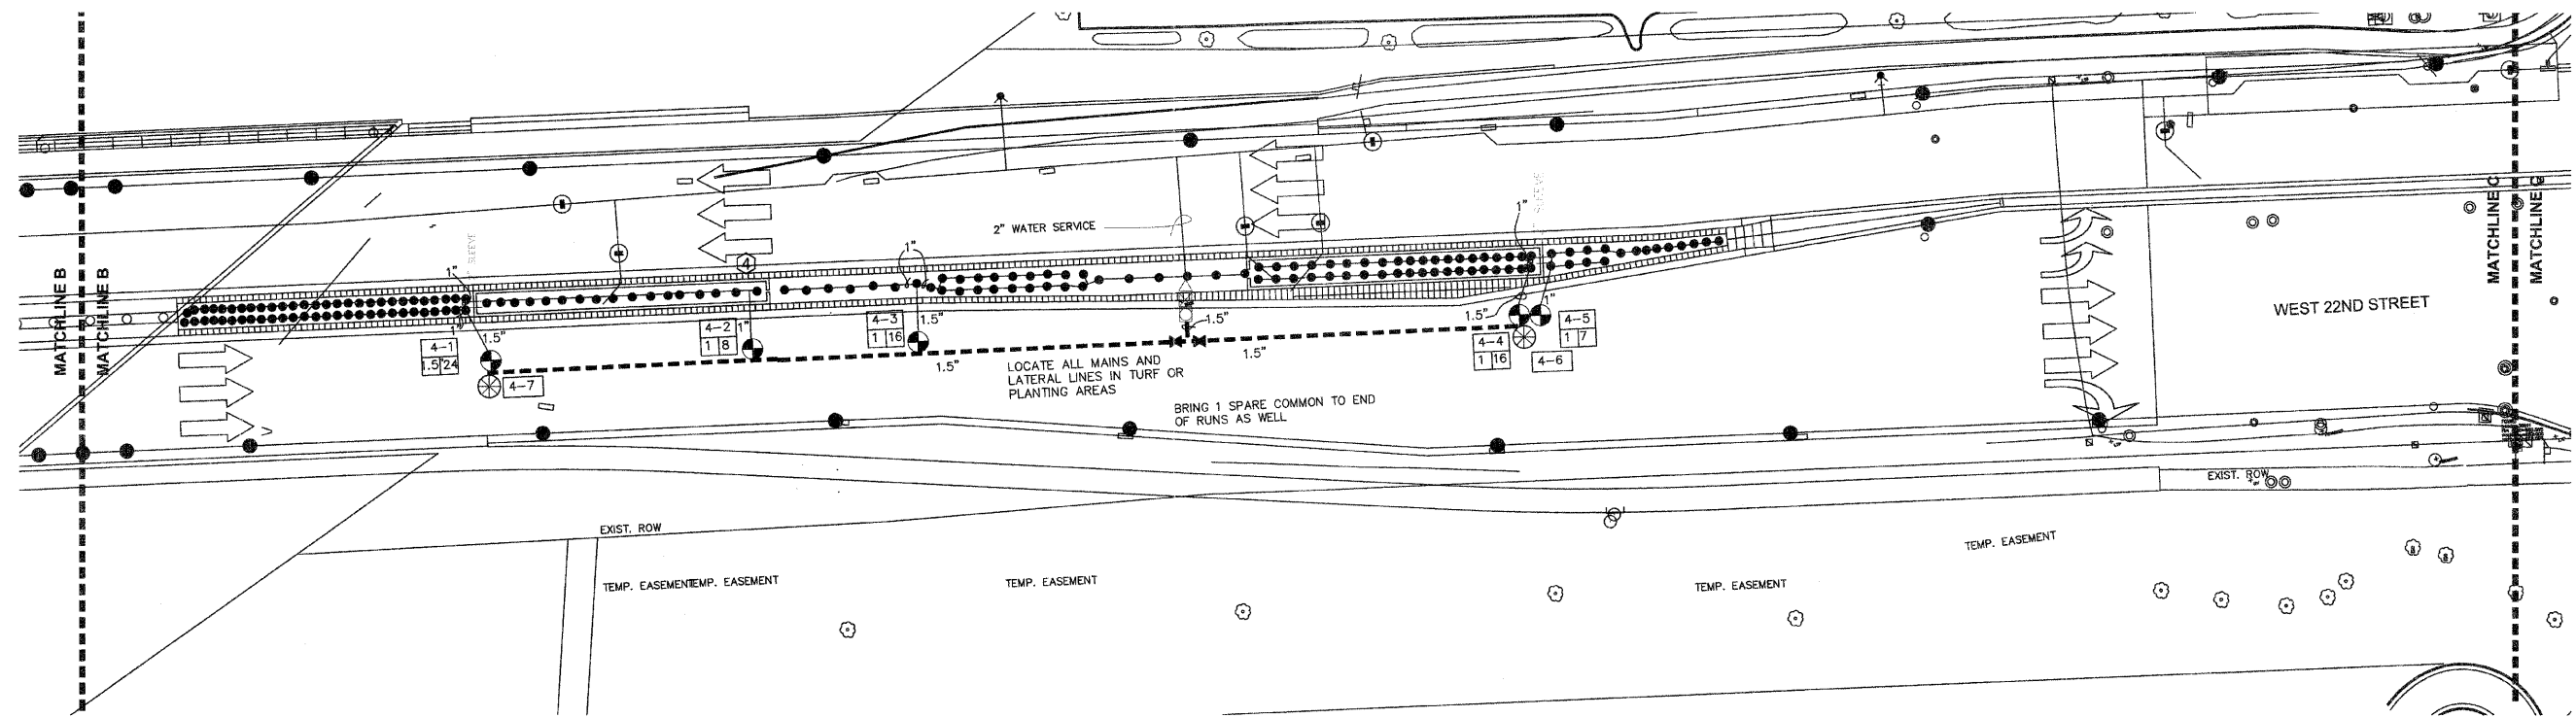 MATCHLINE B
MATCHLINE B
SLEEVE
1"
1"
1.5"
4-1
1.5 24
4-7
4
4-2
1 8
1"
4-3
1 16
1.5"
1"
1.5"
2" WATER SERVICE
1.5"
1.5"
LOCATE ALL MAINS AND
LATERAL LINES IN TURF OR
PLANTING AREAS
BRING 1 SPARE COMMON TO END
OF RUNS AS WELL
1"
SLEEVE
1"
1.5"
4-4
1 16
4-5
1 7
4-6
WEST 22ND STREET
MATCHLINE C
MATCHLINE C
EXIST. ROW
EXIST. ROW
TEMP. EASEMENT
TEMP. EASEMENT
TEMP. EASEMENT
TEMP. EASEMENT
TEMP. EASEMENT